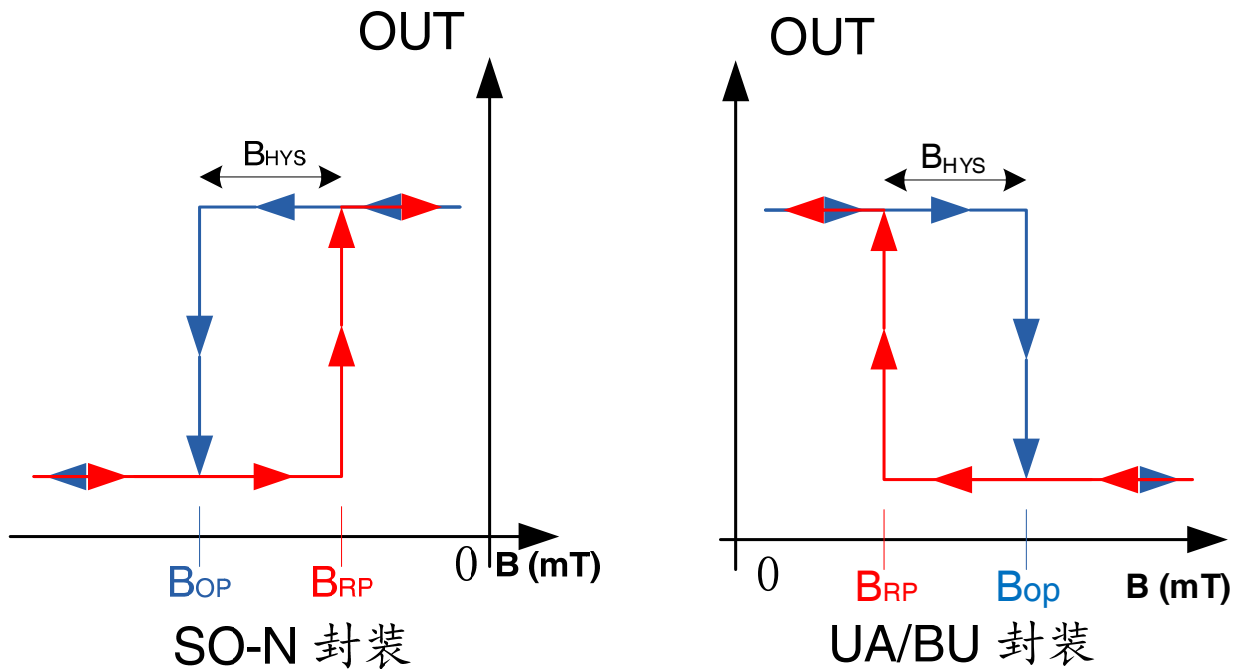 OUT
BHYS
0
B (mT)
BOP
BRP
SO-N 封装
OUT
BHYS
0
BRP
Bop
B (mT)
UA/BU 封装